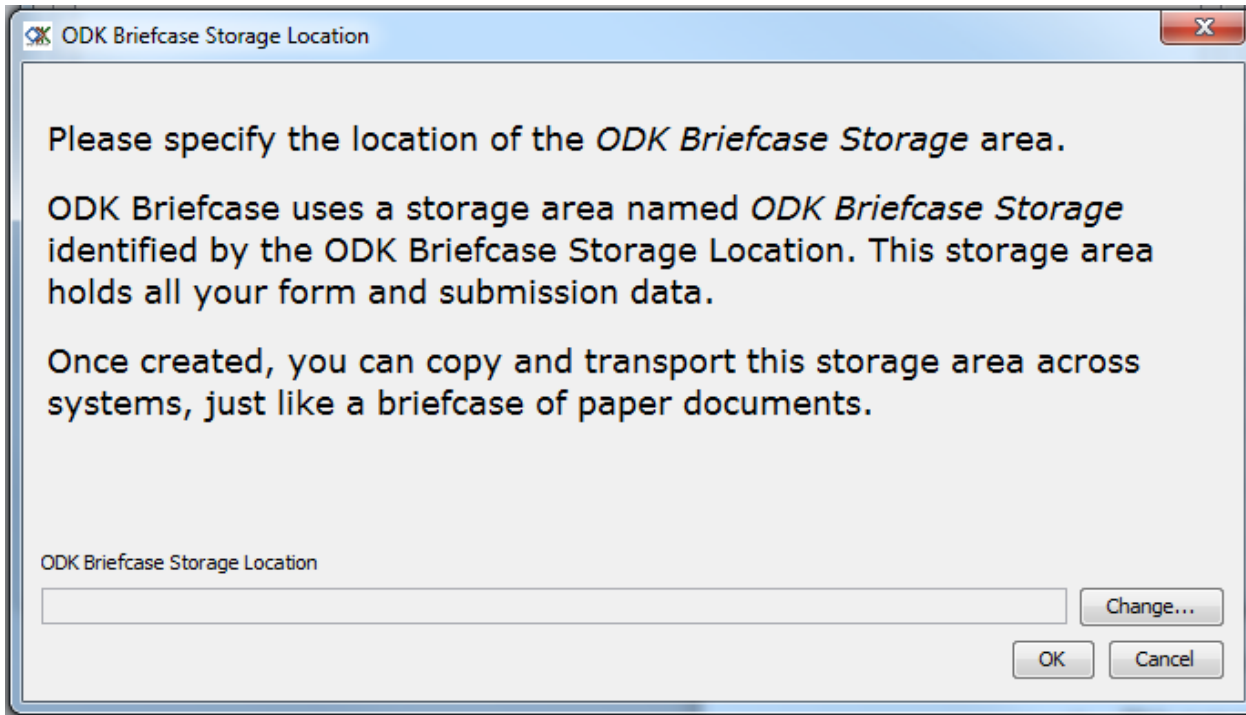 ODK Briefcase Storage Location
Please specify the location of the ODK Briefcase Storage area.
ODK Briefcase uses a storage area named ODK Briefcase Storage
identified by the ODK Briefcase Storage Location. This storage area
holds all your form and submission data.
Once created, you can copy and transport this storage area across
systems, just like a briefcase of paper documents.
ODK Briefcase Storage Location
Change...
OK Cancel